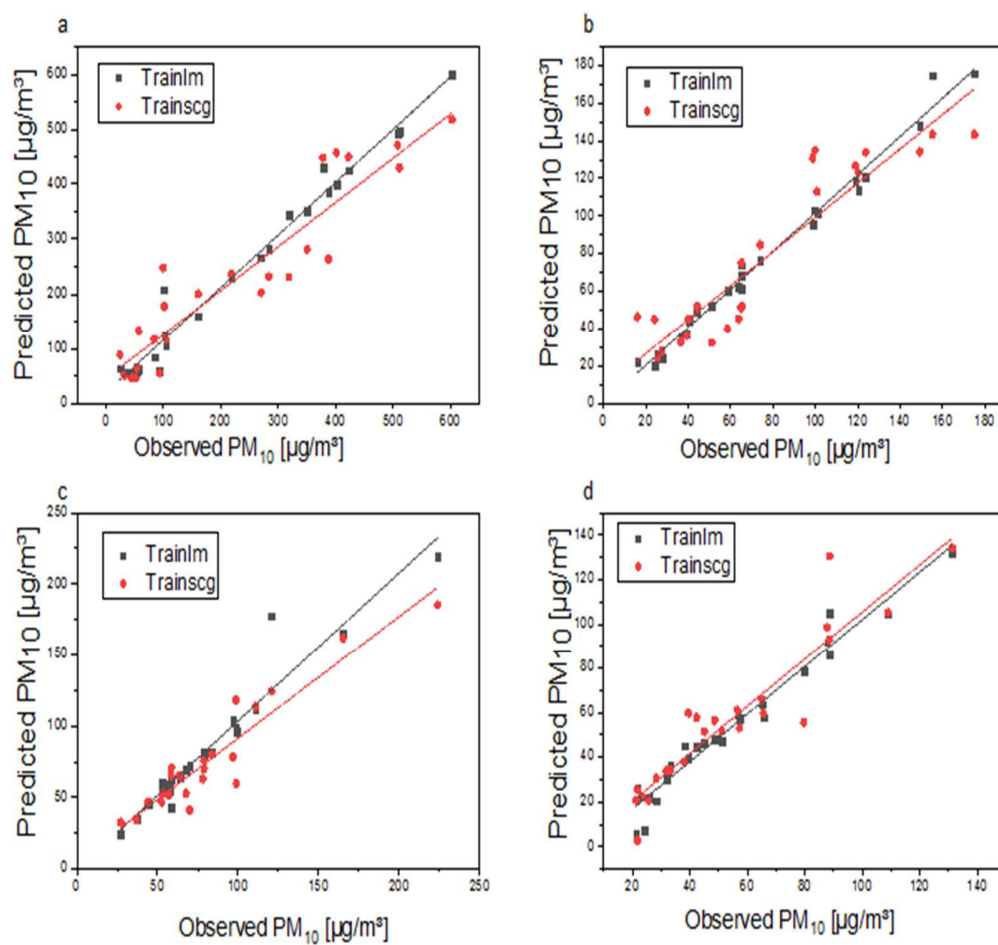 a
Predicted PM10 [µg/m³]
600
500
400
300
200
100
0
Trainlm
Trainscg
0 100 200 300 400 500 600
Observed PM10 [µg/m³]
b
Predicted PM10 [µg/m³]
180
160
140
120
100
80
60
40
20
0
Trainlm
Trainscg
0 20 40 60 80 100 120 140 160 180
Observed PM10 [µg/m³]
c
Predicted PM10 [µg/m³]
250
200
150
100
50
0
Trainlm
Trainscg
0 25 50 75 100 125 150 175 200 225 250
Observed PM10 [µg/m³]
d
Predicted PM10 [µg/m³]
140
120
100
80
60
40
20
0
Trainlm
Trainscg
20 40 60 80 100 120 140
Observed PM10 [µg/m³]